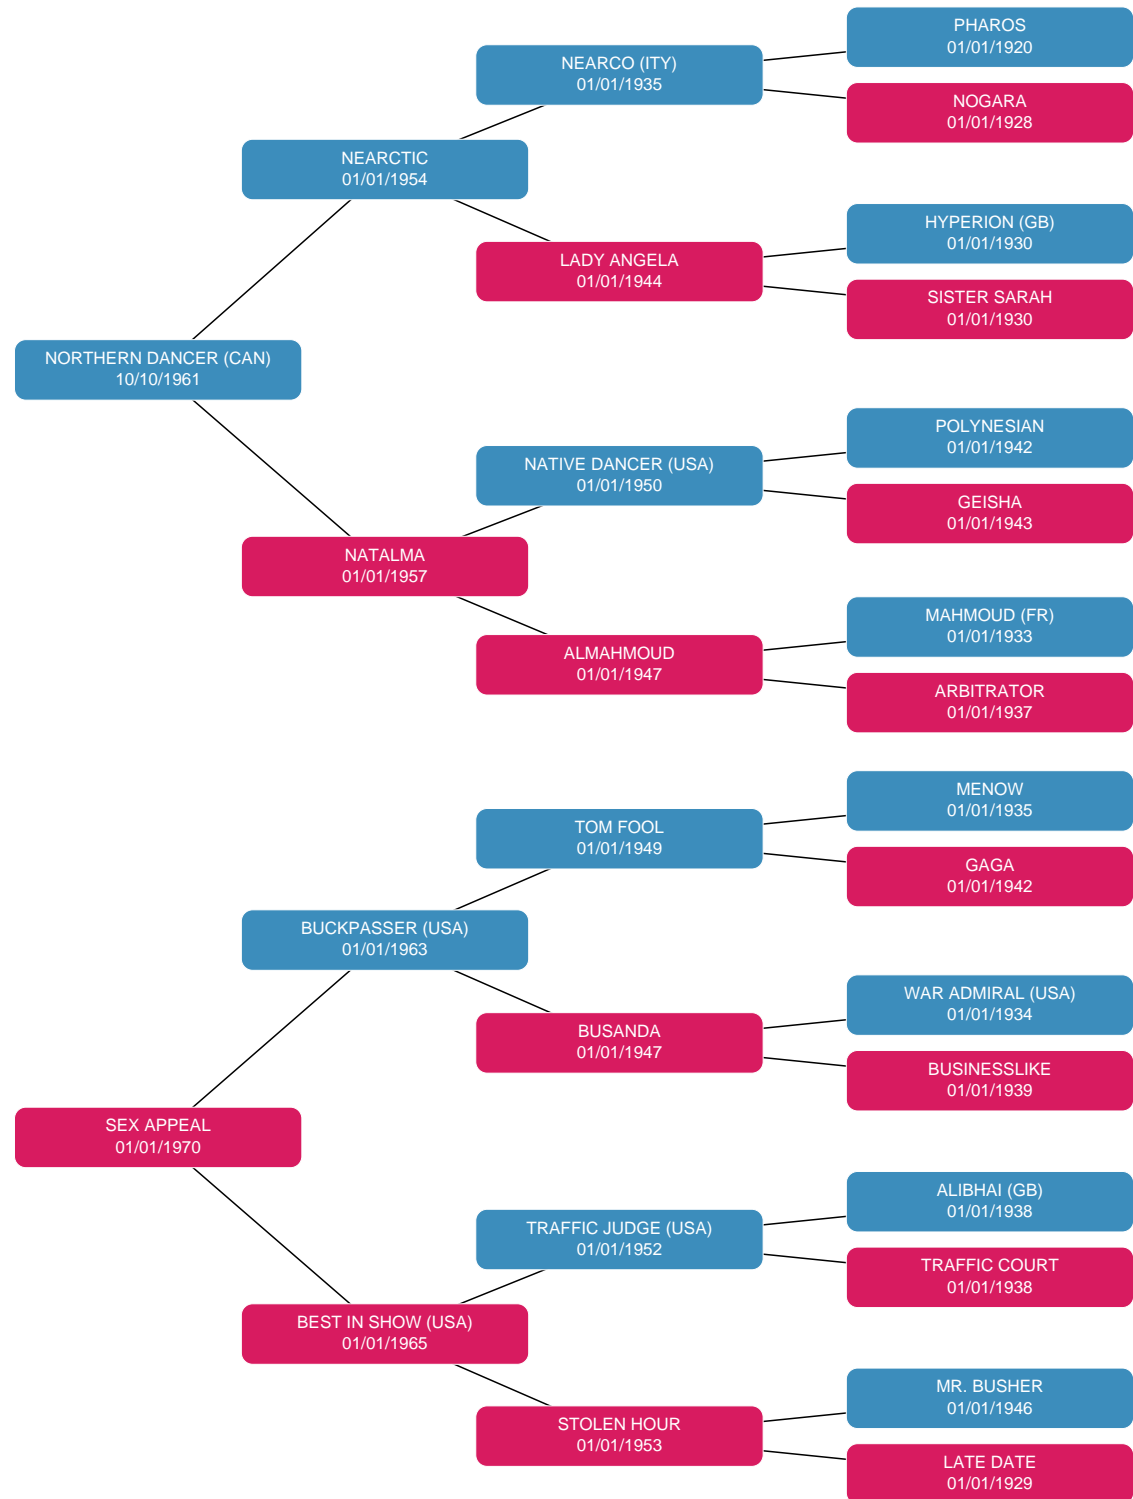 PHAROS
01/01/1920
NEARCO (ITY)
01/01/1935
NOGARA
01/01/1928
NEARCTIC
01/01/1954
HYPERION (GB)
01/01/1930
LADY ANGELA
01/01/1944
SISTER SARAH
01/01/1930
NORTHERN DANCER (CAN)
10/10/1961
POLYNESIAN
01/01/1942
NATIVE DANCER (USA)
01/01/1950
GEISHA
01/01/1943
NATALMA
01/01/1957
MAHMOUD (FR)
01/01/1933
ALMAHMOUD
01/01/1947
ARBITRATOR
01/01/1937
MENOW
01/01/1935
TOM FOOL
01/01/1949
GAGA
01/01/1942
BUCKPASSER (USA)
01/01/1963
WAR ADMIRAL (USA)
01/01/1934
BUSANDA
01/01/1947
BUSINESSLIKE
01/01/1939
SEX APPEAL
01/01/1970
ALIBHAI (GB)
01/01/1938
TRAFFIC JUDGE (USA)
01/01/1952
TRAFFIC COURT
01/01/1938
BEST IN SHOW (USA)
01/01/1965
MR. BUSHER
01/01/1946
STOLEN HOUR
01/01/1953
LATE DATE
01/01/1929